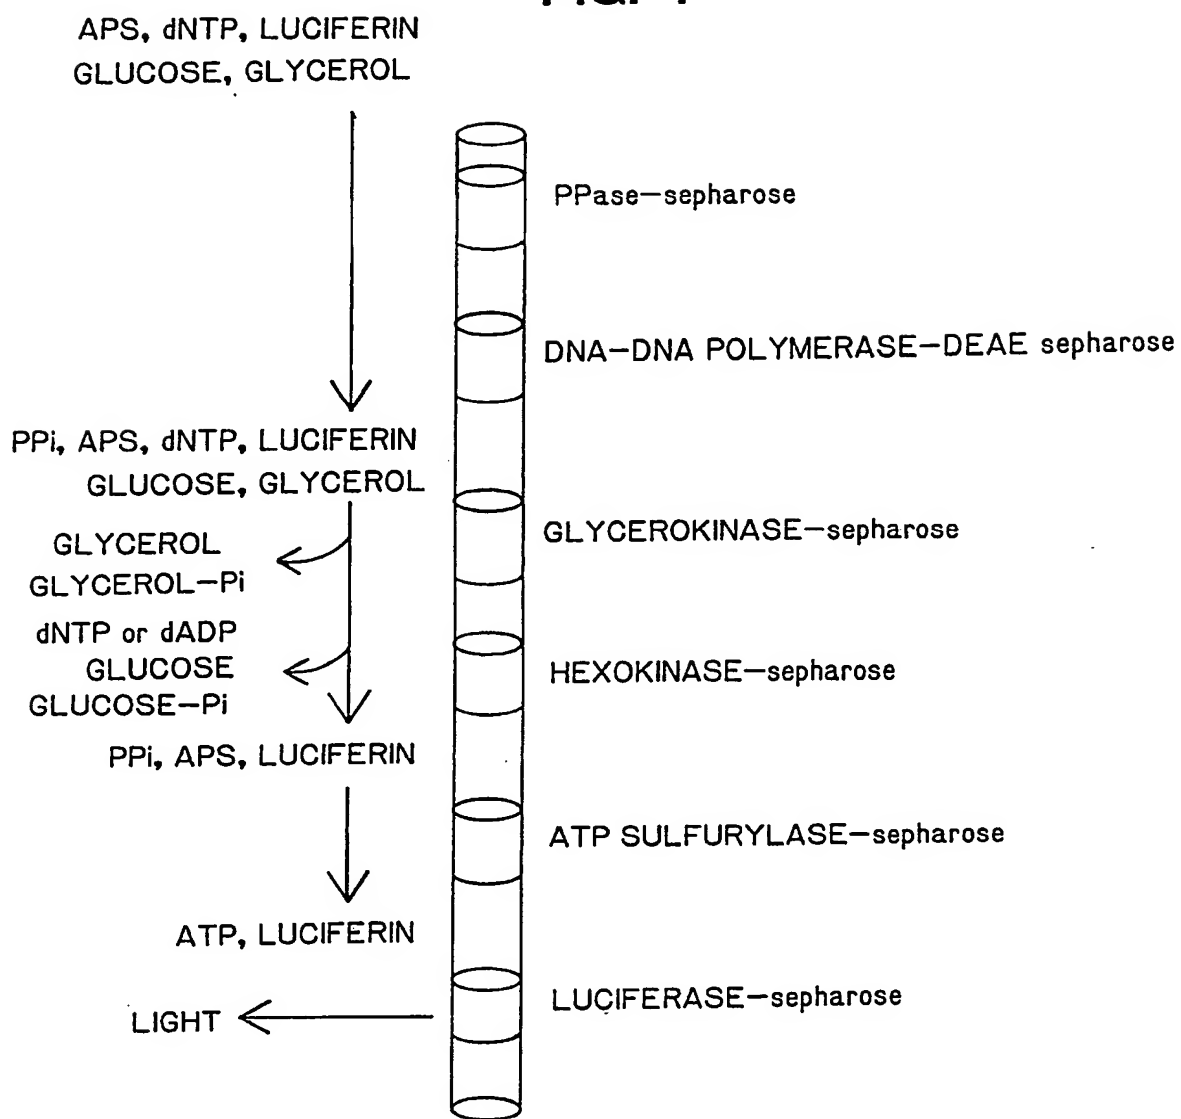 APS, dNTP, LUCIFERIN
GLUCOSE, GLYCEROL
PPase—sepharose
DNA—DNA POLYMERASE—DEAE sepharose
PPi, APS, dNTP, LUCIFERIN
GLUCOSE, GLYCEROL
GLYCEROKINASE—sepharose
GLYCEROL
GLYCEROL—Pi
dNTP or dADP
GLUCOSE
GLUCOSE—Pi
HEXOKINASE—sepharose
PPi, APS, LUCIFERIN
ATP SULFURYLASE—sepharose
ATP, LUCIFERIN
LUCIFERASE—sepharose
LIGHT